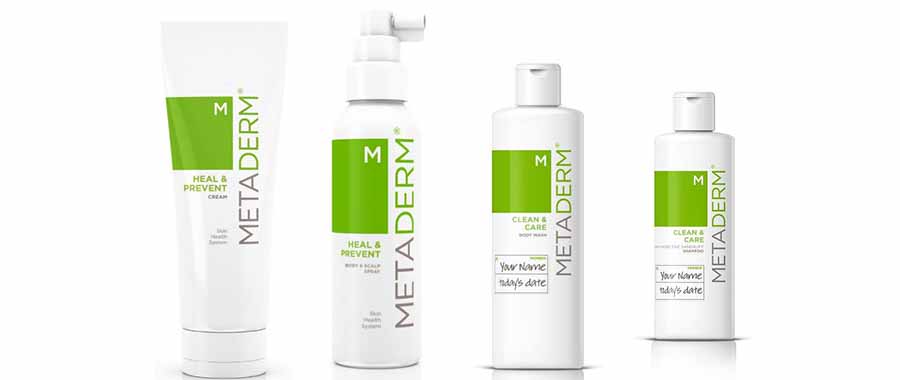 M
METADERM®
HEAL &
PREVENT
CREAM
Skin
Health
System
M
METADERM®
HEAL &
PREVENT
BODY & SCALP
SPRAY
Skin
Health
System
M
METADERM®
CLEAN &
CARE
BODY WASH
Your Name
today's date
M
METADERM®
CLEAN &
CARE
DANDRUFF
SHAMPOO
Your Name
today's date